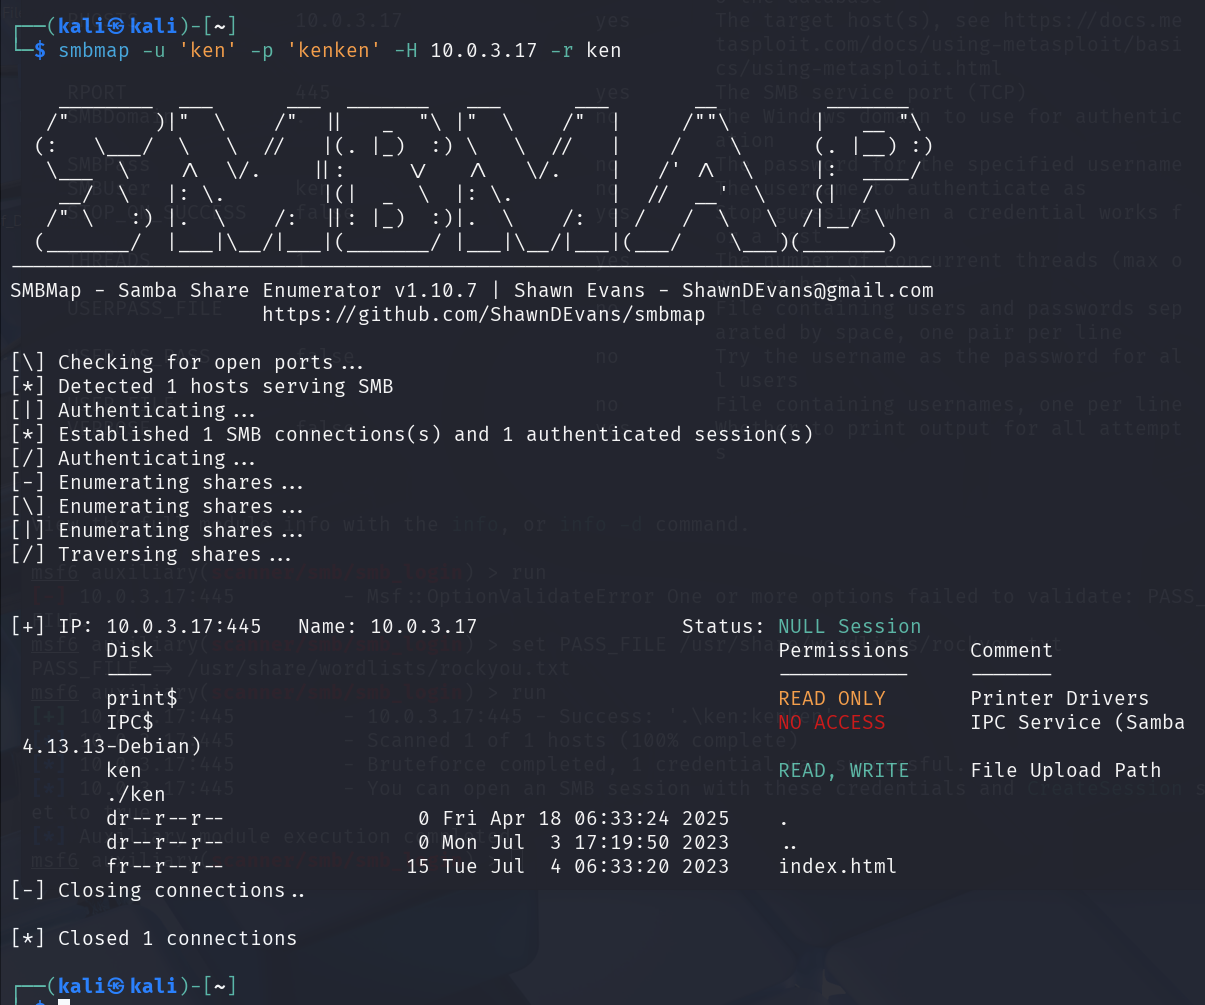 (kali㉿kali)-[~]
$ smbmap -u 'ken' -p 'kenken' -H 10.0.3.17 -r ken
SMBMap - Samba Share Enumerator v1.10.7 | Shawn Evans - ShawnDEvans@gmail.com
https://github.com/ShawnDEvans/smbmap
[\] Checking for open ports...
[*] Detected 1 hosts serving SMB
[|] Authenticating...
[*] Established 1 SMB connections(s) and 1 authenticated session(s)
[/] Authenticating...
[-] Enumerating shares...
[\] Enumerating shares...
[|] Enumerating shares...
[/] Traversing shares...
[+] IP: 10.0.3.17:445 Name: 10.0.3.17 Status: NULL Session
Disk Permissions Comment
---- ----------- -------
print$ READ ONLY Printer Drivers
IPC$ NO ACCESS IPC Service (Samba
4.13.13-Debian)
ken READ, WRITE File Upload Path
./ken
dr--r--r-- 0 Fri Apr 18 06:33:24 2025 .
dr--r--r-- 0 Mon Jul 3 17:19:50 2023 ..
fr--r--r-- 15 Tue Jul 4 06:33:20 2023 index.html
[-] Closing connections..
[*] Closed 1 connections
(kali㉿kali)-[~]
$